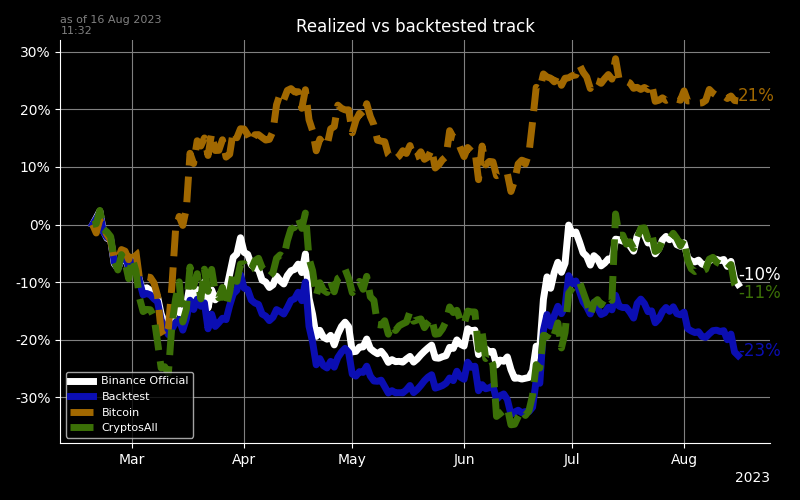 as of 16 Aug 2023
11:32
Realized vs backtested track
30%
20%
10%
0%
-10%
-20%
-30%
21%
-10%
-11%
-23%
Binance Official
Backtest
Bitcoin
CryptosAll
Mar
Apr
May
Jun
Jul
Aug
2023